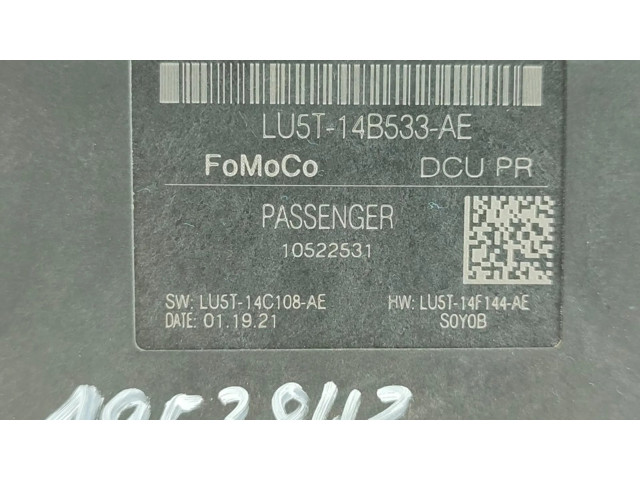 LU5T-14B533-AE
FoMoCo DCU PR
PASSENGER
10522531
SW: LU5T-14C108-AE HW: LU5T-14F144-AE
DATE: 01.19.21 S0Y0B